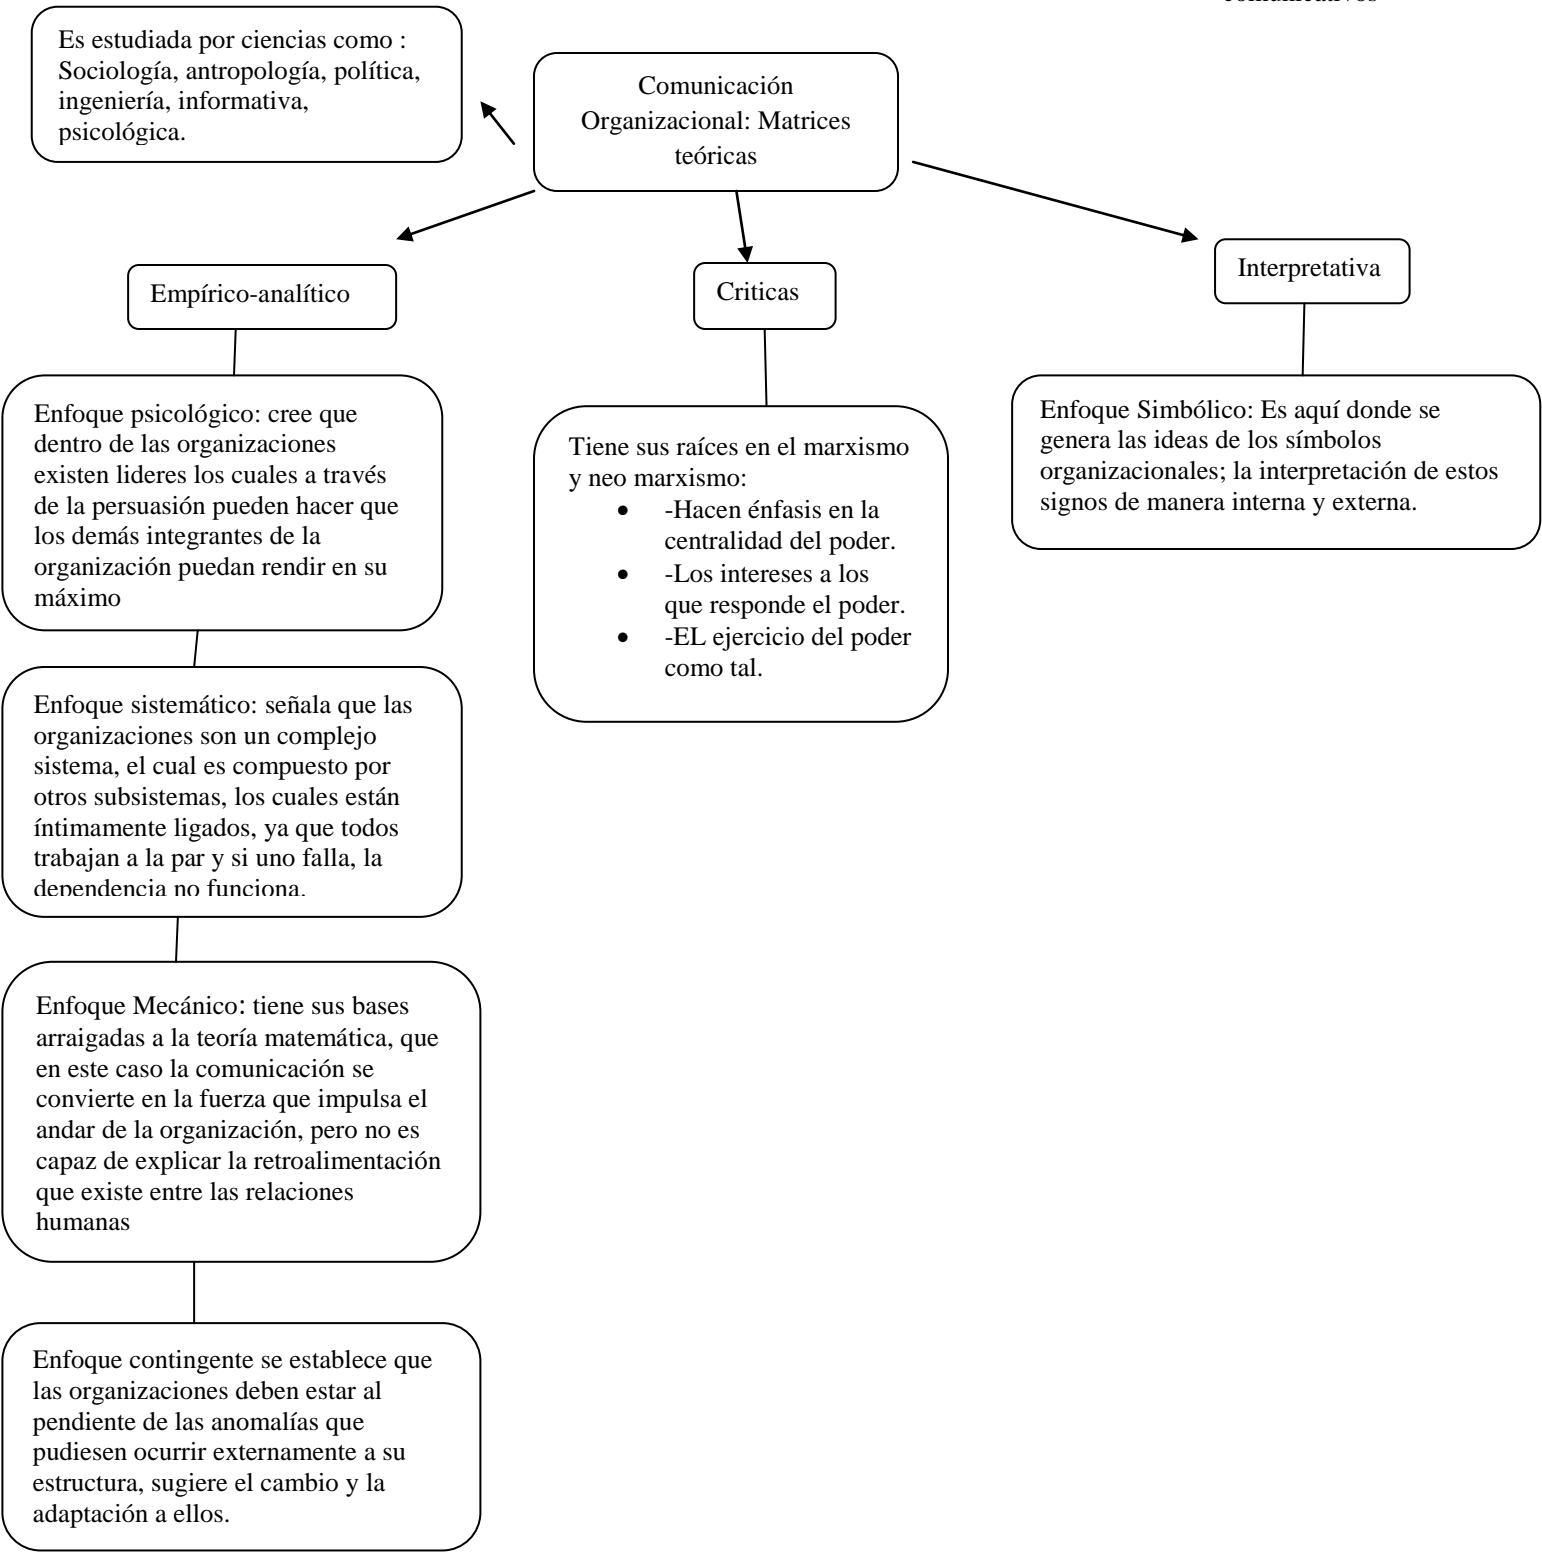 comunicativos
Es estudiada por ciencias como :
Sociología, antropología, política,
ingeniería, informativa,
psicológica.
Comunicación
Organizacional: Matrices
teóricas
Empírico-analítico
Criticas
Interpretativa
Enfoque psicológico: cree que
dentro de las organizaciones
existen lideres los cuales a través
de la persuasión pueden hacer que
los demás integrantes de la
organización puedan rendir en su
máximo
Tiene sus raíces en el marxismo
y neo marxismo:
• -Hacen énfasis en la
centralidad del poder.
• -Los intereses a los
que responde el poder.
• -EL ejercicio del poder
como tal.
Enfoque Simbólico: Es aquí donde se
genera las ideas de los símbolos
organizacionales; la interpretación de estos
signos de manera interna y externa.
Enfoque sistemático: señala que las
organizaciones son un complejo
sistema, el cual es compuesto por
otros subsistemas, los cuales están
íntimamente ligados, ya que todos
trabajan a la par y si uno falla, la
dependencia no funciona.
Enfoque Mecánico: tiene sus bases
arraigadas a la teoría matemática, que
en este caso la comunicación se
convierte en la fuerza que impulsa el
andar de la organización, pero no es
capaz de explicar la retroalimentación
que existe entre las relaciones
humanas
Enfoque contingente se establece que
las organizaciones deben estar al
pendiente de las anomalías que
pudiesen ocurrir externamente a su
estructura, sugiere el cambio y la
adaptación a ellos.